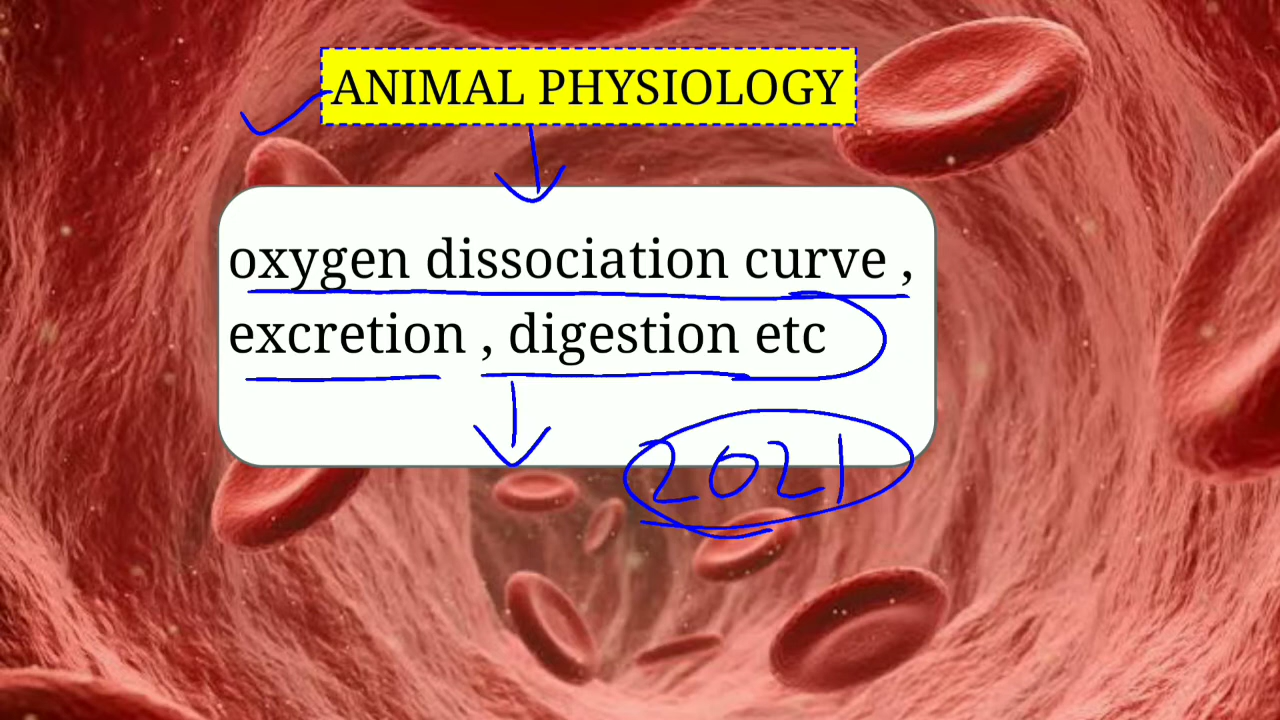 ANIMAL PHYSIOLOGY
oxygen dissociation curve ,
excretion , digestion etc
2021